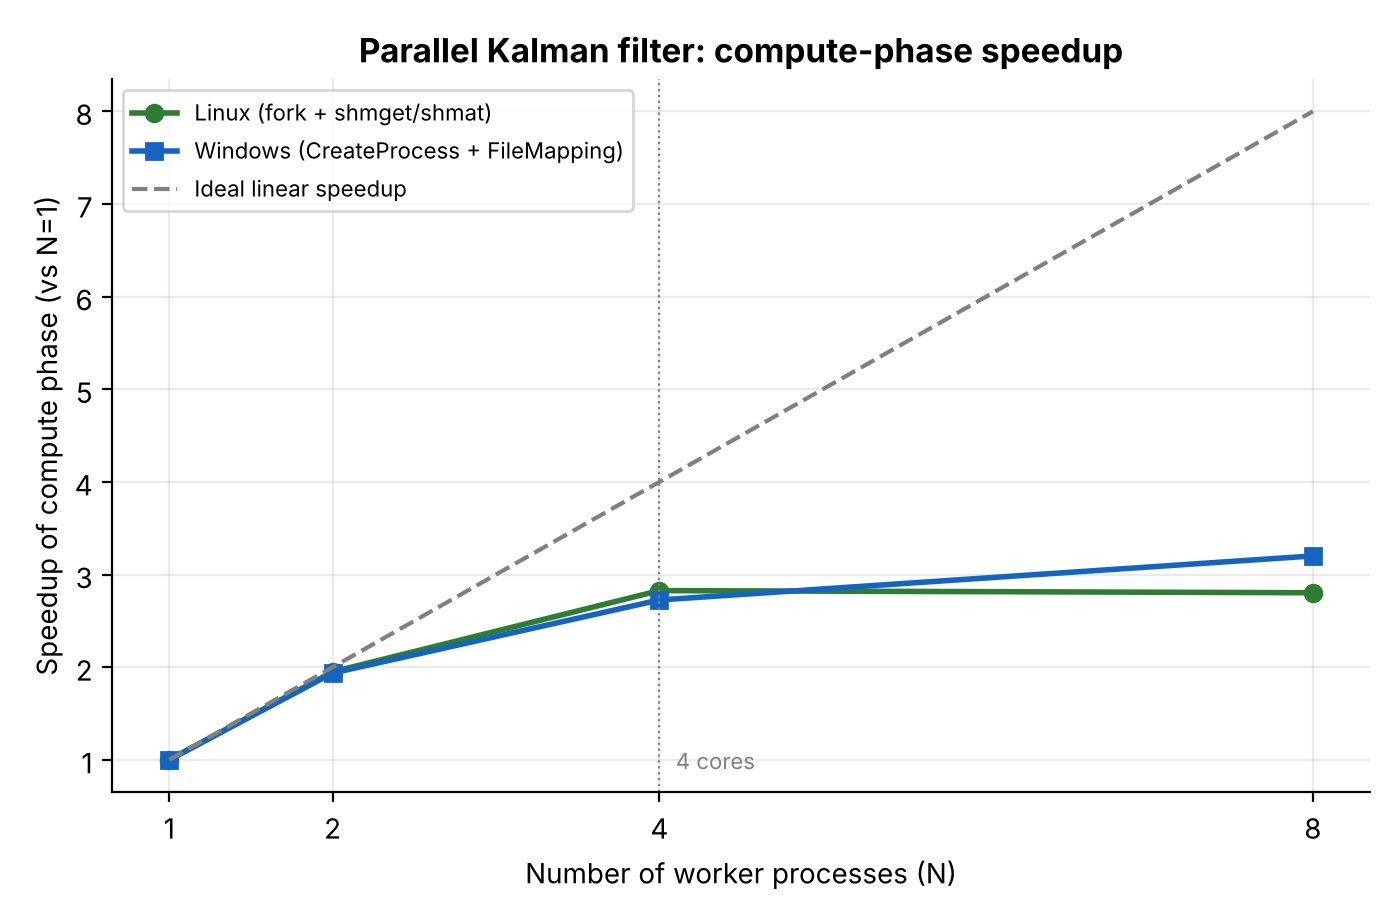 Parallel Kalman filter: compute-phase speedup
Linux (fork + shmget/shmat)
Windows (CreateProcess + FileMapping)
Ideal linear speedup
Speedup of compute phase (vs N=1)
8
7
6
5
4
3
2
1
4 cores
1 2 4 8
Number of worker processes (N)